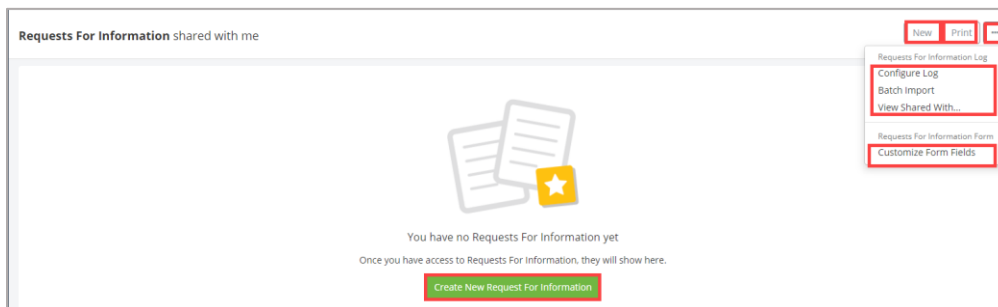 Requests For Information shared with me
New Print ...
Requests For Information Log
Configure Log
Batch Import
View Shared With...
Requests For Information Form
Customize Form Fields
You have no Requests For Information yet
Once you have access to Requests For Information, they will show here.
Create New Request For Information